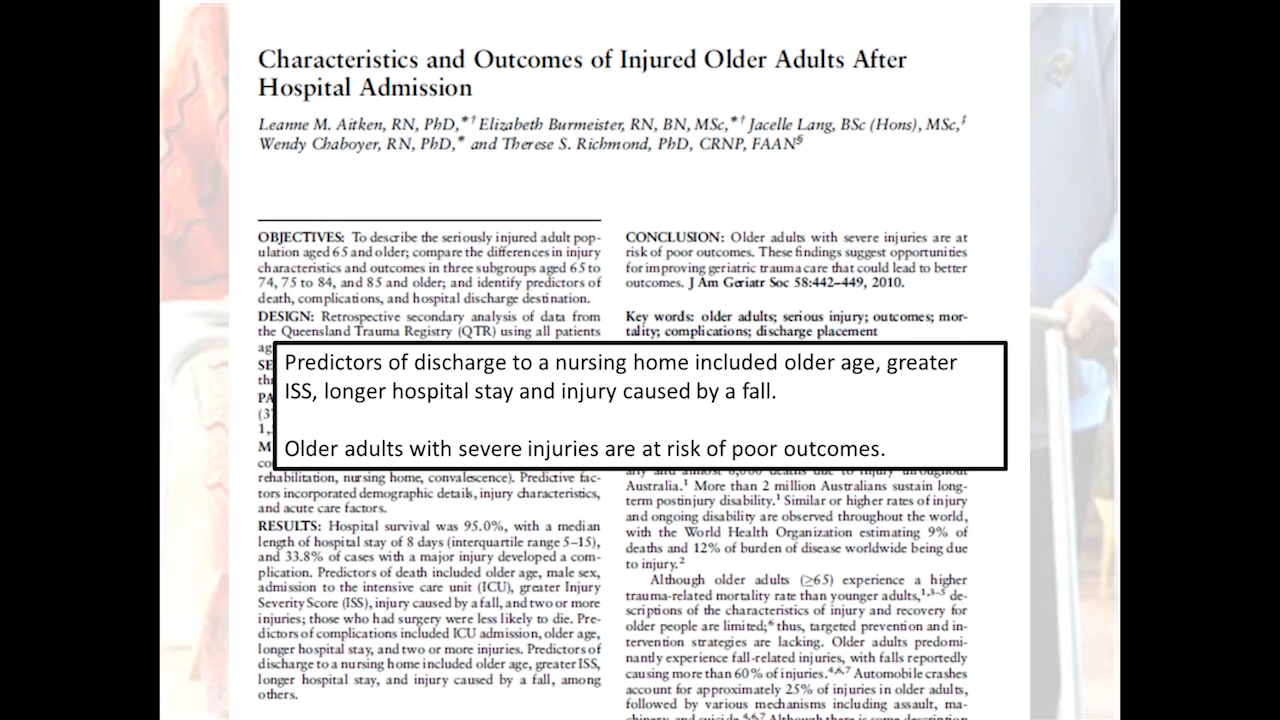 Characteristics and Outcomes of Injured Older Adults After
Hospital Admission
Leanne M. Aitken, RN, PhD,*† Elizabeth Burmeister, RN, BN, MSc,*† Jacelle Lang, BSc (Hons), MSc,‡
Wendy Chaboyer, RN, PhD,* and Therese S. Richmond, PhD, CRNP, FAAN§
OBJECTIVES: To describe the seriously injured adult pop-
ulation aged 65 and older; compare the differences in injury
characteristics and outcomes in three subgroups aged 65 to
74, 75 to 84, and 85 and older; and identify predictors of
death, complications, and hospital discharge destination.
DESIGN: Retrospective secondary analysis of data from
the Queensland Trauma Registry (QTR) using all patients
Predictors of discharge to a nursing home included older age, greater
ISS, longer hospital stay and injury caused by a fall.
Older adults with severe injuries are at risk of poor outcomes.
rehabilitation, nursing home, convalescence). Predictive fac-
tors incorporated demographic details, injury characteristics,
and acute care factors.
RESULTS: Hospital survival was 95.0%, with a median
length of hospital stay of 8 days (interquartile range 5–15),
and 33.8% of cases with a major injury developed a com-
plication. Predictors of death included older age, male sex,
admission to the intensive care unit (ICU), greater Injury
Severity Score (ISS), injury caused by a fall, and two or more
injuries; those who had surgery were less likely to die. Pre-
dictors of complications included ICU admission, older age,
longer hospital stay, and two or more injuries. Predictors of
discharge to a nursing home included older age, greater ISS,
longer hospital stay, and injury caused by a fall, among
others.
CONCLUSION: Older adults with severe injuries are at
risk of poor outcomes. These findings suggest opportunities
for improving geriatric trauma care that could lead to better
outcomes. J Am Geriatr Soc 58:442–449, 2010.
Key words: older adults; serious injury; outcomes; mor-
tality; complications; discharge placement
Australia.1 More than 2 million Australians sustain long-
term postinjury disability.1 Similar or higher rates of injury
and ongoing disability are observed throughout the world,
with the World Health Organization estimating 9% of
deaths and 12% of burden of disease worldwide being due
to injury.2
Although older adults (≥65) experience a higher
trauma-related mortality rate than younger adults,1,3–5 de-
scriptions of the characteristics of injury and recovery for
older people are limited;6 thus, targeted prevention and in-
tervention strategies are lacking. Older adults predomi-
nantly experience fall-related injuries, with falls reportedly
causing more than 60% of injuries.4,6,7 Automobile crashes
account for approximately 25% of injuries in older adults,
followed by various mechanisms including assault, ma-